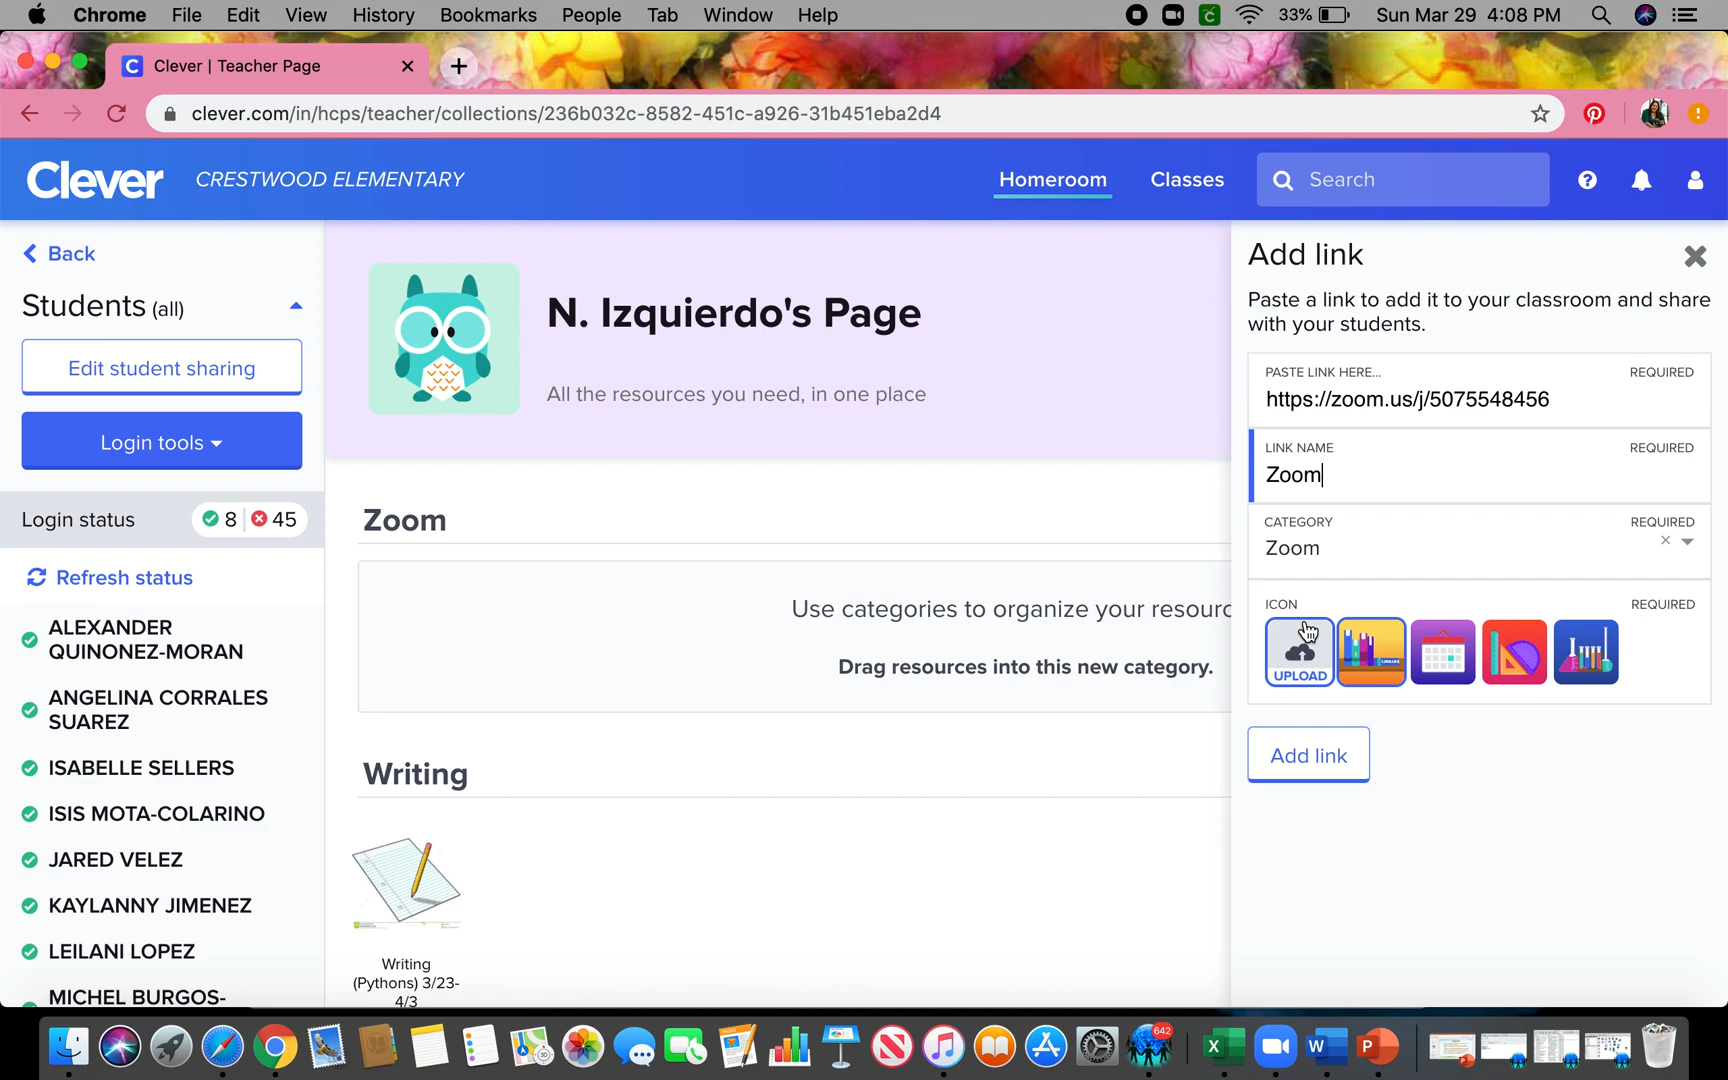 Chrome File Edit View History Bookmarks People Tab Window Help 33% Sun Mar 29 4:08 PM
Clever | Teacher Page
clever.com/in/hcps/teacher/collections/236b032c-8582-451c-a926-31b451eba2d4
Clever CRESTWOOD ELEMENTARY Homeroom Classes Search
Back
Students (all)
Edit student sharing
Login tools
Login status 8 45
Refresh status
ALEXANDER
QUINONEZ-MORAN
ANGELINA CORRALES
SUAREZ
ISABELLE SELLERS
ISIS MOTA-COLARINO
JARED VELEZ
KAYLANNY JIMENEZ
LEILANI LOPEZ
MICHEL BURGOS-
N. Izquierdo's Page
All the resources you need, in one place
Zoom
Use categories to organize your resourc
Drag resources into this new category.
Writing
Writing
(Pythons) 3/23-
4/3
Add link
Paste a link to add it to your classroom and share
with your students.
PASTE LINK HERE... REQUIRED
https://zoom.us/j/5075548456
LINK NAME REQUIRED
Zoom
CATEGORY REQUIRED
Zoom
ICON REQUIRED
UPLOAD
Add link
642